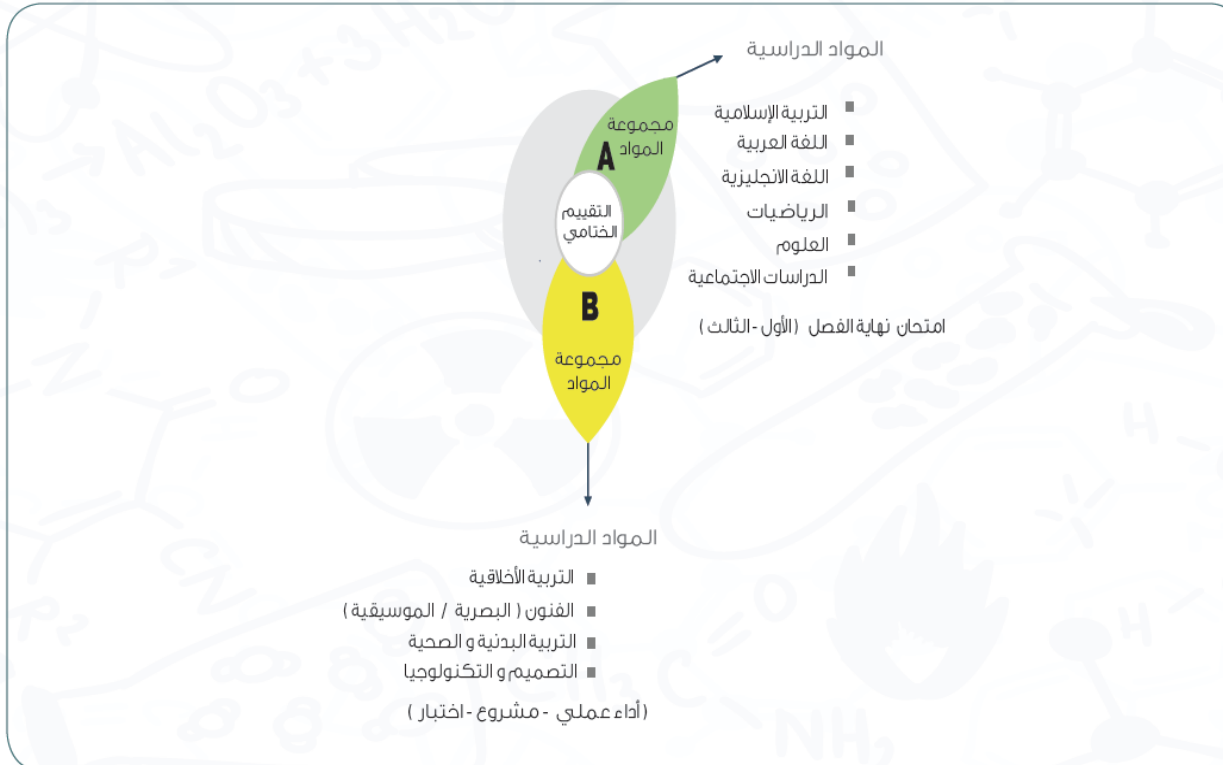 المواد الدراسية
التربية الإسلامية
اللغة العربية
اللغة الانجليزية
الرياضيات
العلوم
الدراسات الاجتماعية
امتحان نهاية الفصل (الأول - الثالث)
مجموعة
المواد
A
التقييم
الختامي
B
مجموعة
المواد
المواد الدراسية
التربية الأخلاقية
الفنون (البصرية / الموسيقية)
التربية البدنية و الصحية
التصميم و التكنولوجيا
(أداء عملي - مشروع - اختبار)